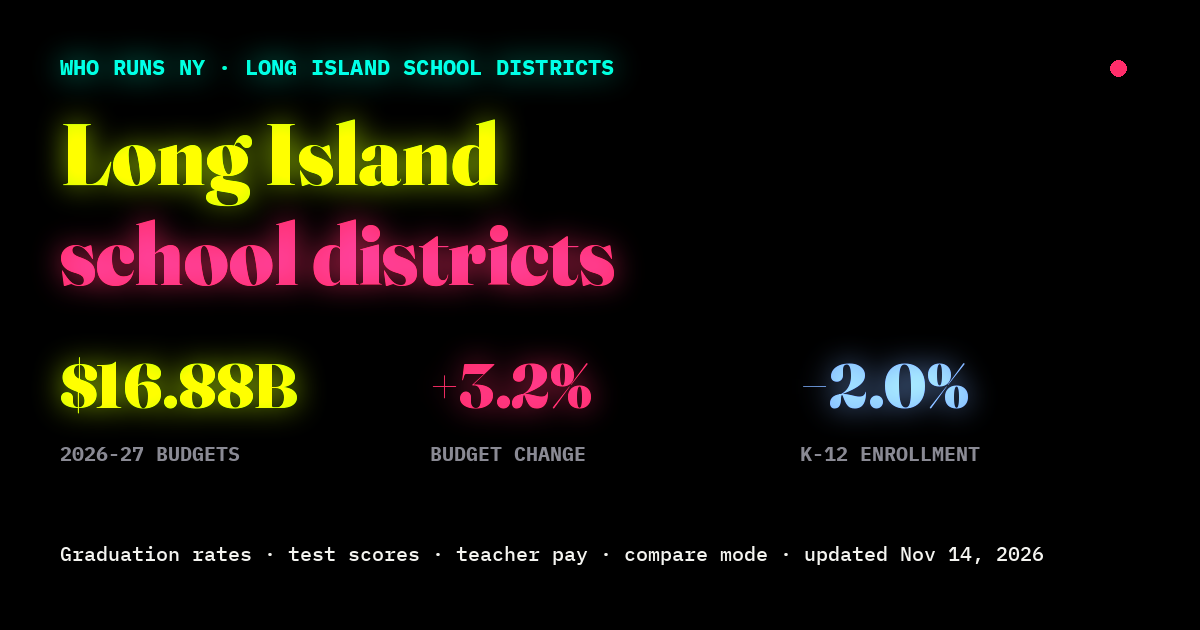 WHO RUNS NY · LONG ISLAND SCHOOL DISTRICTS
Long Island
school districts
$16.88B
+3.2%
−2.0%
2026-27 BUDGETS
BUDGET CHANGE
K-12 ENROLLMENT
Graduation rates · test scores · teacher pay · compare mode · updated Nov 14, 2026